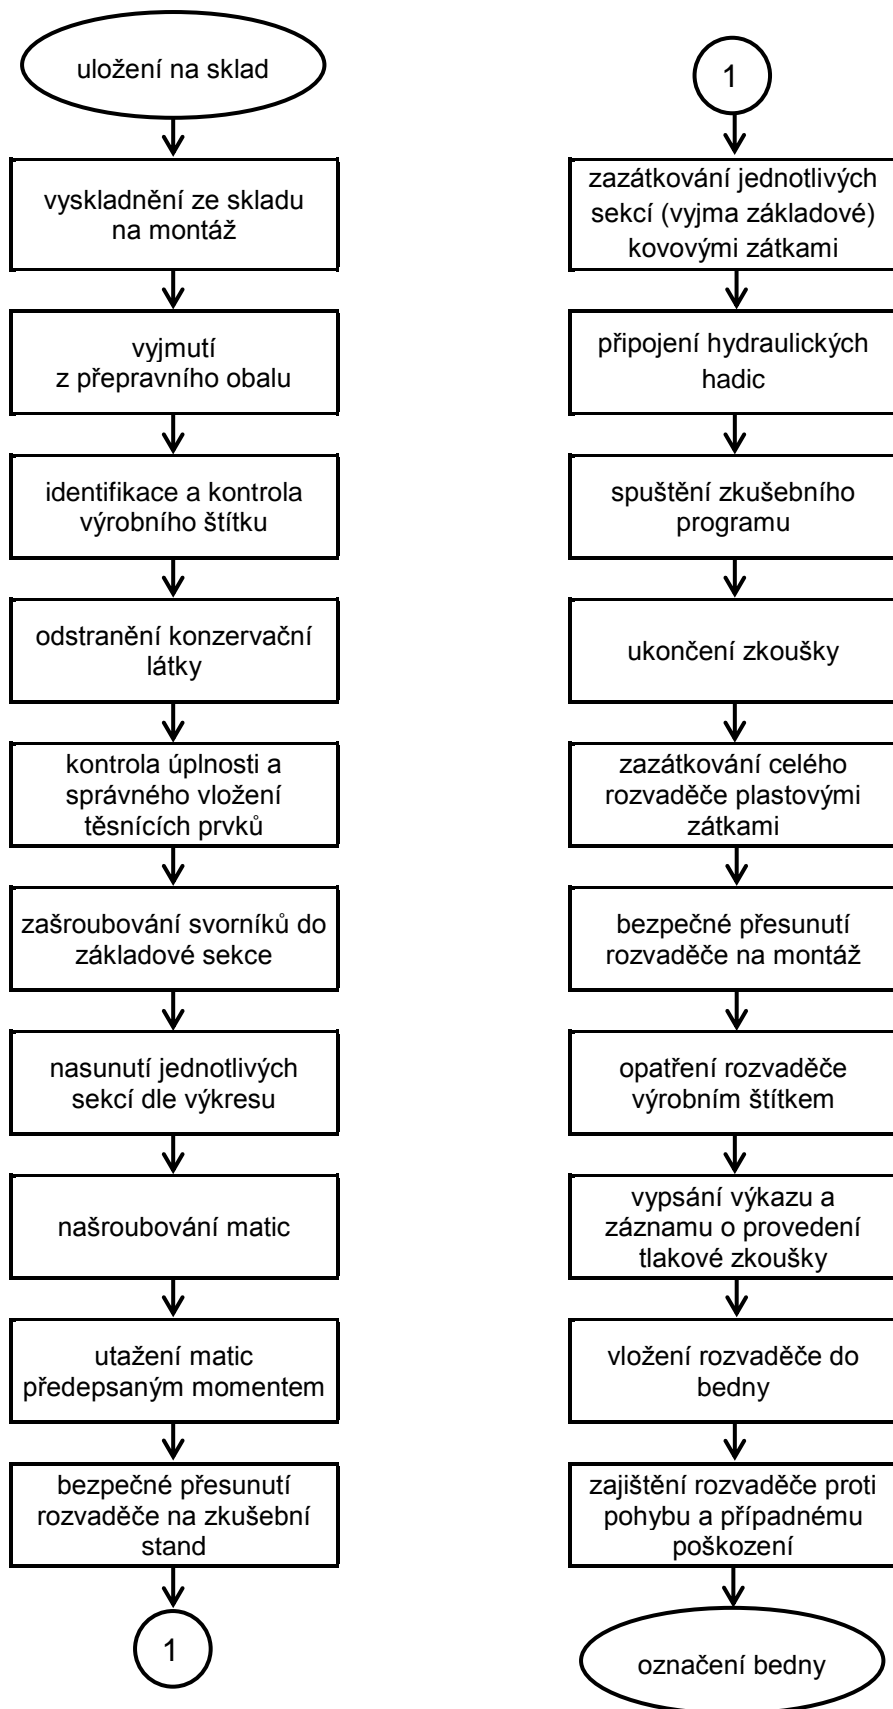 uložení na sklad
vyskladnění ze skladu
na montáž
vyjmutí
z přepravního obalu
identifikace a kontrola
výrobního štítku
odstranění konzervační
látky
kontrola úplnosti a
správného vložení
těsnících prvků
zašroubování svorníků do
základové sekce
nasunutí jednotlivých
sekcí dle výkresu
našroubování matic
utažení matic
předepsaným momentem
bezpečné přesunutí
rozvaděče na zkušební
stand
1
1
zazátkování jednotlivých
sekcí (vyjma základové)
kovovými zátkami
připojení hydraulických
hadic
spuštění zkušebního
programu
ukončení zkoušky
zazátkování celého
rozvaděče plastovými
zátkami
bezpečné přesunutí
rozvaděče na montáž
opatření rozvaděče
výrobním štítkem
vypsání výkazu a
záznamu o provedení
tlakové zkoušky
vložení rozvaděče do
bedny
zajištění rozvaděče proti
pohybu a případnému
poškození
označení bedny